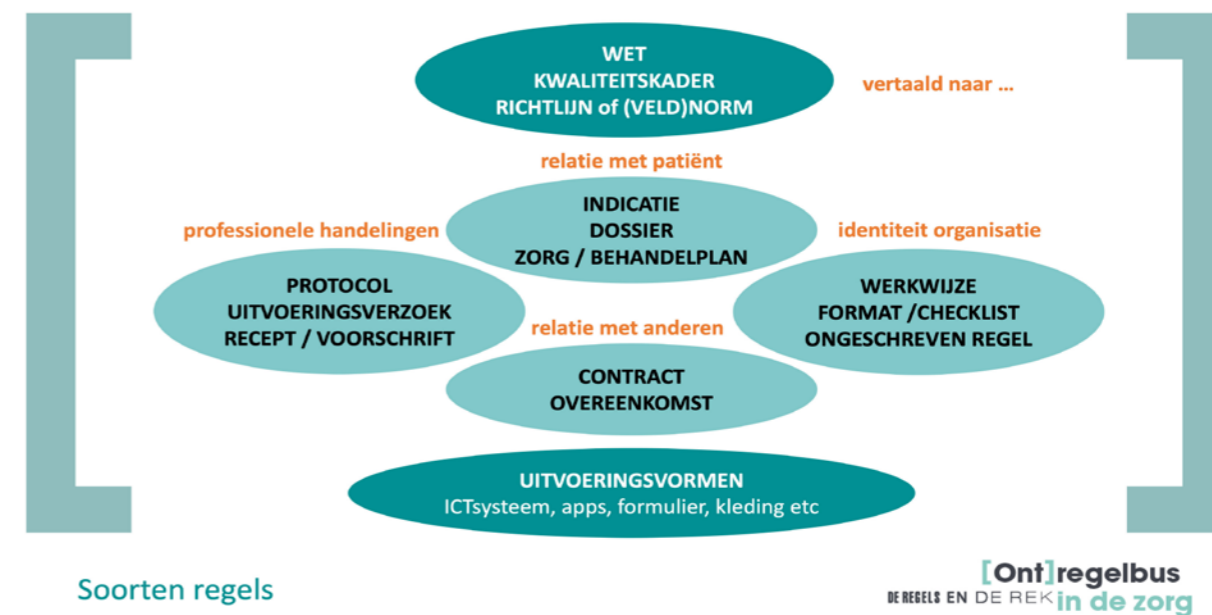 WET
KWALITEITSKADER
RICHTLIJN of (VELD)NORM
vertaald naar ...
relatie met patiënt
INDICATIE
DOSSIER
ZORG / BEHANDELPLAN
professionele handelingen
PROTOCOL
UITVOERINGSVERZOEK
RECEPT / VOORSCHRIFT
identiteit organisatie
WERKWIJZE
FORMAT /CHECKLIST
ONGESCHREVEN REGEL
relatie met anderen
CONTRACT
OVEREENKOMST
UITVOERINGSVORMEN
ICTsysteem, apps, formulier, kleding etc
Soorten regels
[Ont]regelbus
DE REGELS EN DE REK in de zorg